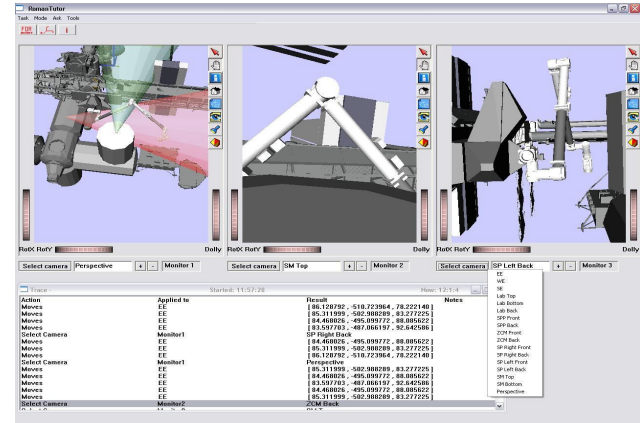 RomanTutor
Task Mode Ask Tools
FOR
RotX RotY Dolly RotX RotY Dolly RotX RotY Dolly
Select camera Perspective + - Monitor 1 Select camera SM Top + - Monitor 2 Select camera SP Left Back + - Monitor 3
EE
WE
SE
Lab Top
Lab Bottom
Lab Back
SPP Front
SPP Back
ZCM Front
ZCM Back
SP Right Front
SP Right Back
SP Left Front
SP Left Back
SM Top
SM Bottom
Perspective
Trace - Started: 11:57:28 Now: 12:1:4
Action Applied to Result Notes
Moves EE [ 86.128792 , -510.723964 , 78.222140 ]
Moves EE [ 85.311999 , -502.988289 , 83.277225 ]
Moves EE [ 84.468026 , -495.099772 , 88.085622 ]
Moves EE [ 83.597703 , -487.066197 , 92.642586 ]
Select Camera Monitor1 SP Right Back
Moves EE [ 84.468026 , -495.099772 , 88.085622 ]
Moves EE [ 85.311999 , -502.988289 , 83.277225 ]
Moves EE [ 86.128792 , -510.723964 , 78.222140 ]
Select Camera Monitor1 Perspective
Moves EE [ 85.311999 , -502.988289 , 83.277225 ]
Moves EE [ 84.468026 , -495.099772 , 88.085622 ]
Moves EE [ 83.597703 , -487.066197 , 92.642586 ]
Moves EE [ 84.468026 , -495.099772 , 88.085622 ]
Moves EE [ 85.311999 , -502.988289 , 83.277225 ]
Select Camera Monitor2 ZCM Back